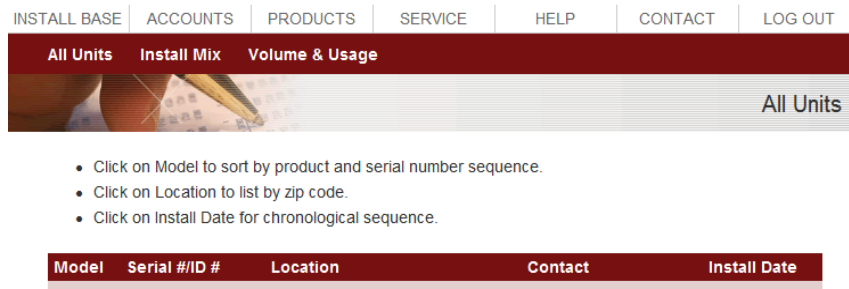 INSTALL BASE ACCOUNTS PRODUCTS SERVICE HELP CONTACT LOG OUT
All Units Install Mix Volume & Usage
All Units
• Click on Model to sort by product and serial number sequence.
• Click on Location to list by zip code.
• Click on Install Date for chronological sequence.
Model Serial #/ID # Location Contact Install Date